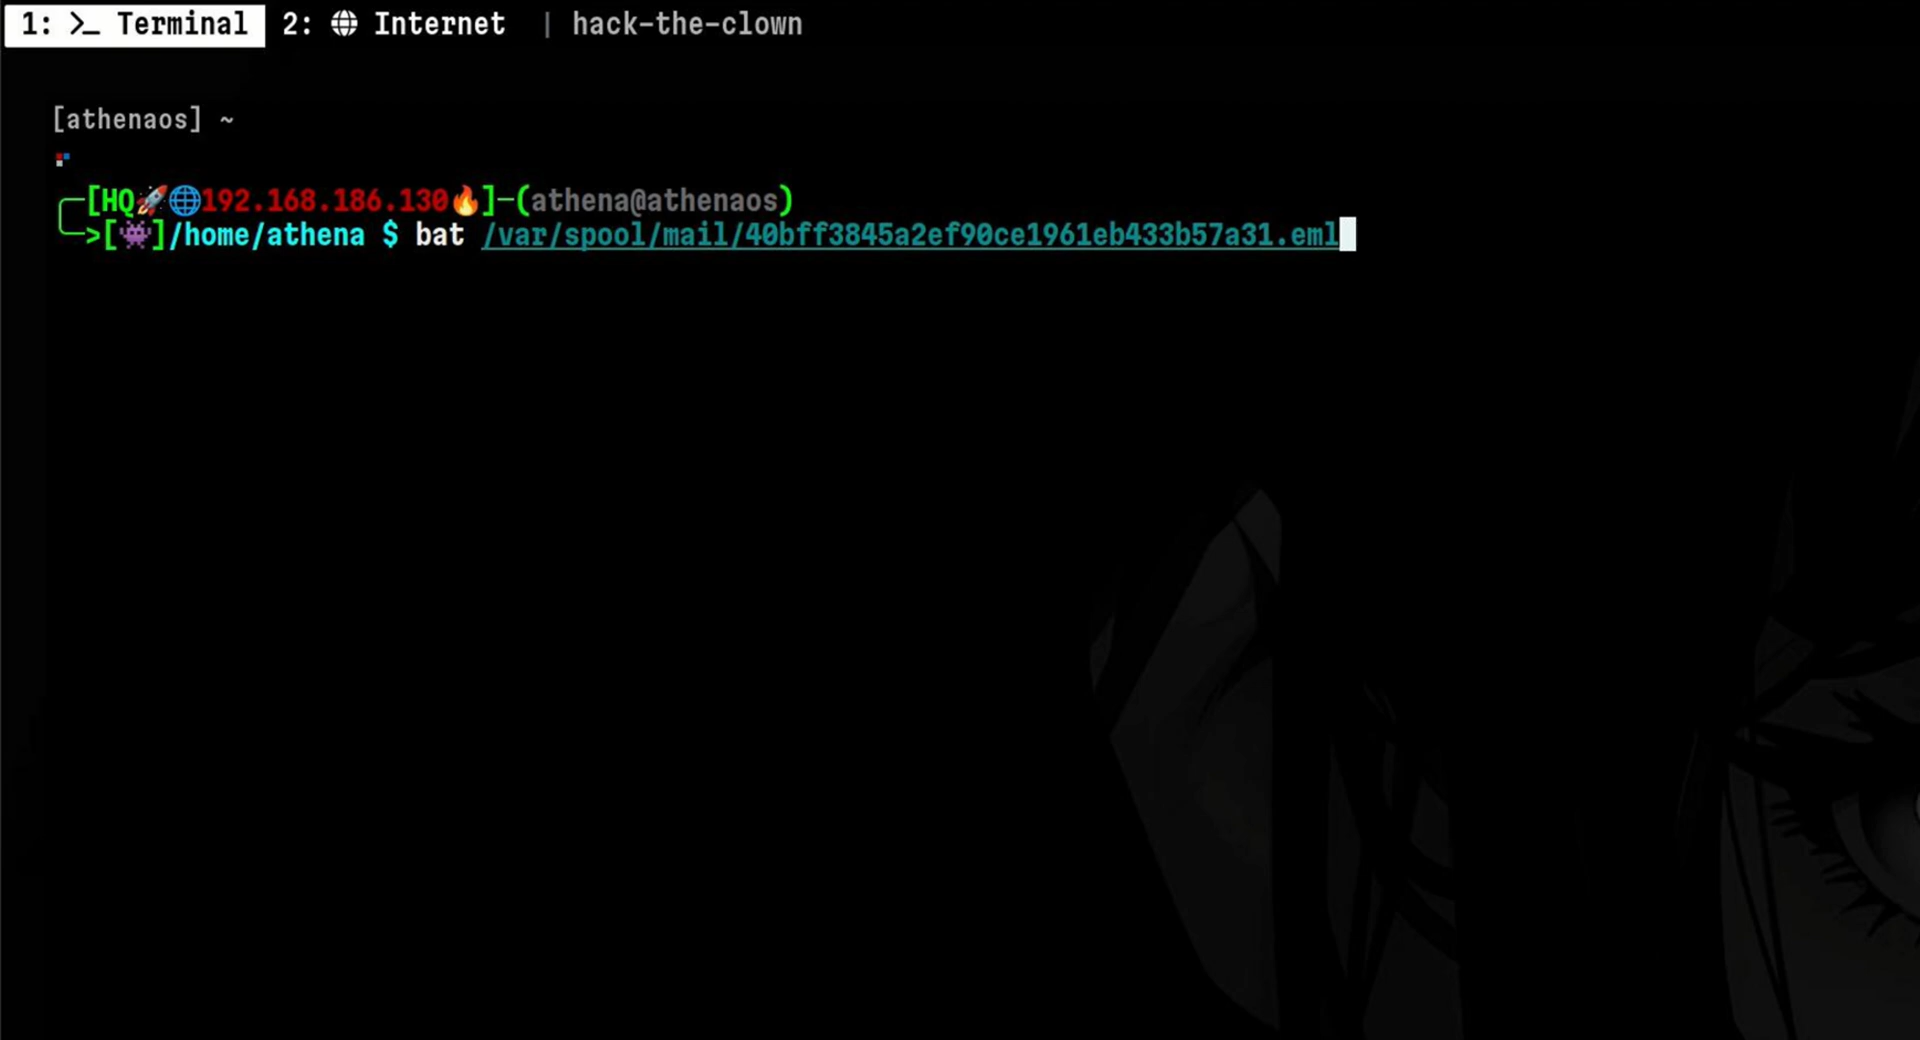 1: >_ Terminal 2: 🌐 Internet | hack-the-clown
[athenaos] ~
┌─[HQ🚀🌐192.168.186.130🔥]─(athena@athenaos)
└─>[👾]/home/athena $ bat /var/spool/mail/40bff3845a2ef90ce1961eb433b57a31.eml